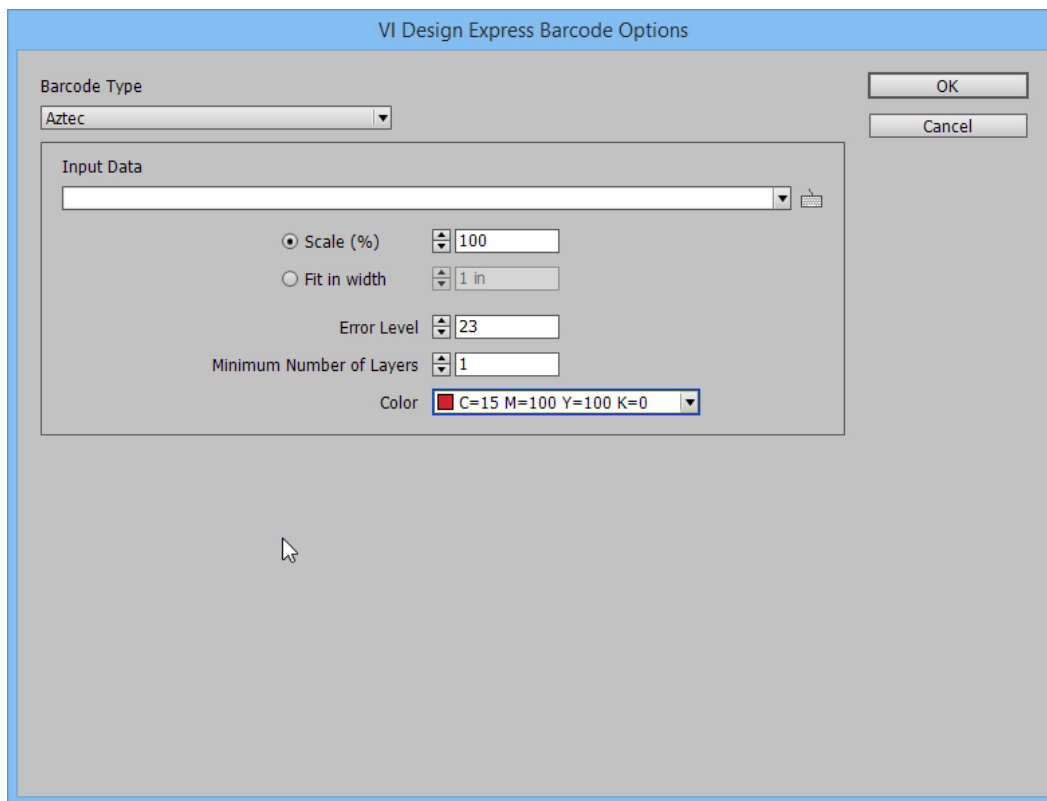 VI Design Express Barcode Options
Barcode Type
OK
Aztec
Cancel
Input Data
Scale (%) 100
Fit in width 1 in
Error Level 23
Minimum Number of Layers 1
Color C=15 M=100 Y=100 K=0